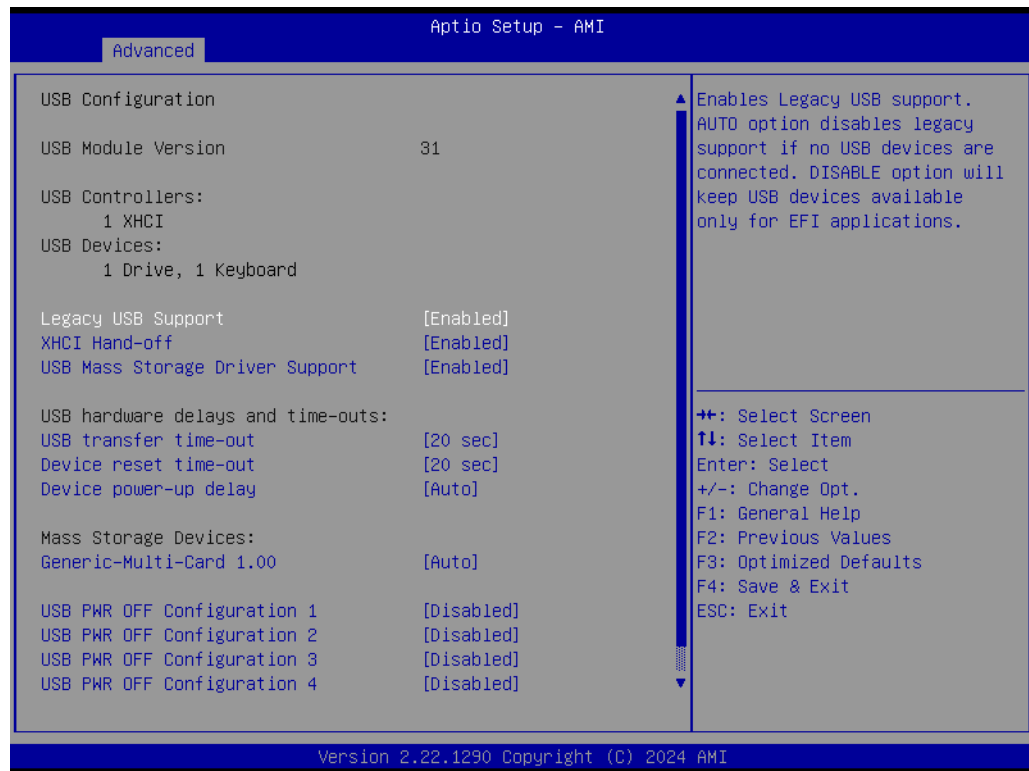 Aptio Setup – AMI
Advanced
USB Configuration
USB Module Version 31
USB Controllers:
1 XHCI
USB Devices:
1 Drive, 1 Keyboard
Legacy USB Support [Enabled]
XHCI Hand-off [Enabled]
USB Mass Storage Driver Support [Enabled]
USB hardware delays and time-outs:
USB transfer time-out [20 sec]
Device reset time-out [20 sec]
Device power-up delay [Auto]
Mass Storage Devices:
Generic-Multi-Card 1.00 [Auto]
USB PWR OFF Configuration 1 [Disabled]
USB PWR OFF Configuration 2 [Disabled]
USB PWR OFF Configuration 3 [Disabled]
USB PWR OFF Configuration 4 [Disabled]
Enables Legacy USB support.
AUTO option disables legacy
support if no USB devices are
connected. DISABLE option will
keep USB devices available
only for EFI applications.
→←: Select Screen
↑↓: Select Item
Enter: Select
+/-: Change Opt.
F1: General Help
F2: Previous Values
F3: Optimized Defaults
F4: Save & Exit
ESC: Exit
Version 2.22.1290 Copyright (C) 2024 AMI